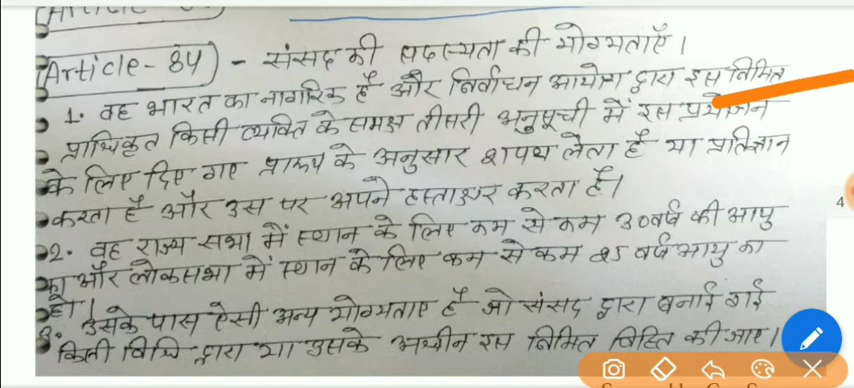 (Article-84) - संसद की सदस्यता की योग्यताएँ।
1. वह भारत का नागरिक है और निर्वाचन आयोग द्वारा इस निमित
प्राधिकृत किसी व्यक्ति के समक्ष तीसरी अनुसूची में इस प्रयोजन
के लिए दिए गए प्रारूप के अनुसार शपथ लेता है या प्रतिज्ञान
करता है और उस पर अपने हस्ताक्षर करता है।
2. वह राज्य सभा में स्थान के लिए कम से कम 30 वर्ष की आयु
का और लोकसभा में स्थान के लिए कम से कम 25 वर्ष आयु का
हो।
3. उसके पास ऐसी अन्य योग्यताए है जो संसद द्वारा बनाई गई
किसी विधि द्वारा या उसके अधीन इस निमित विहित की जाए।
4